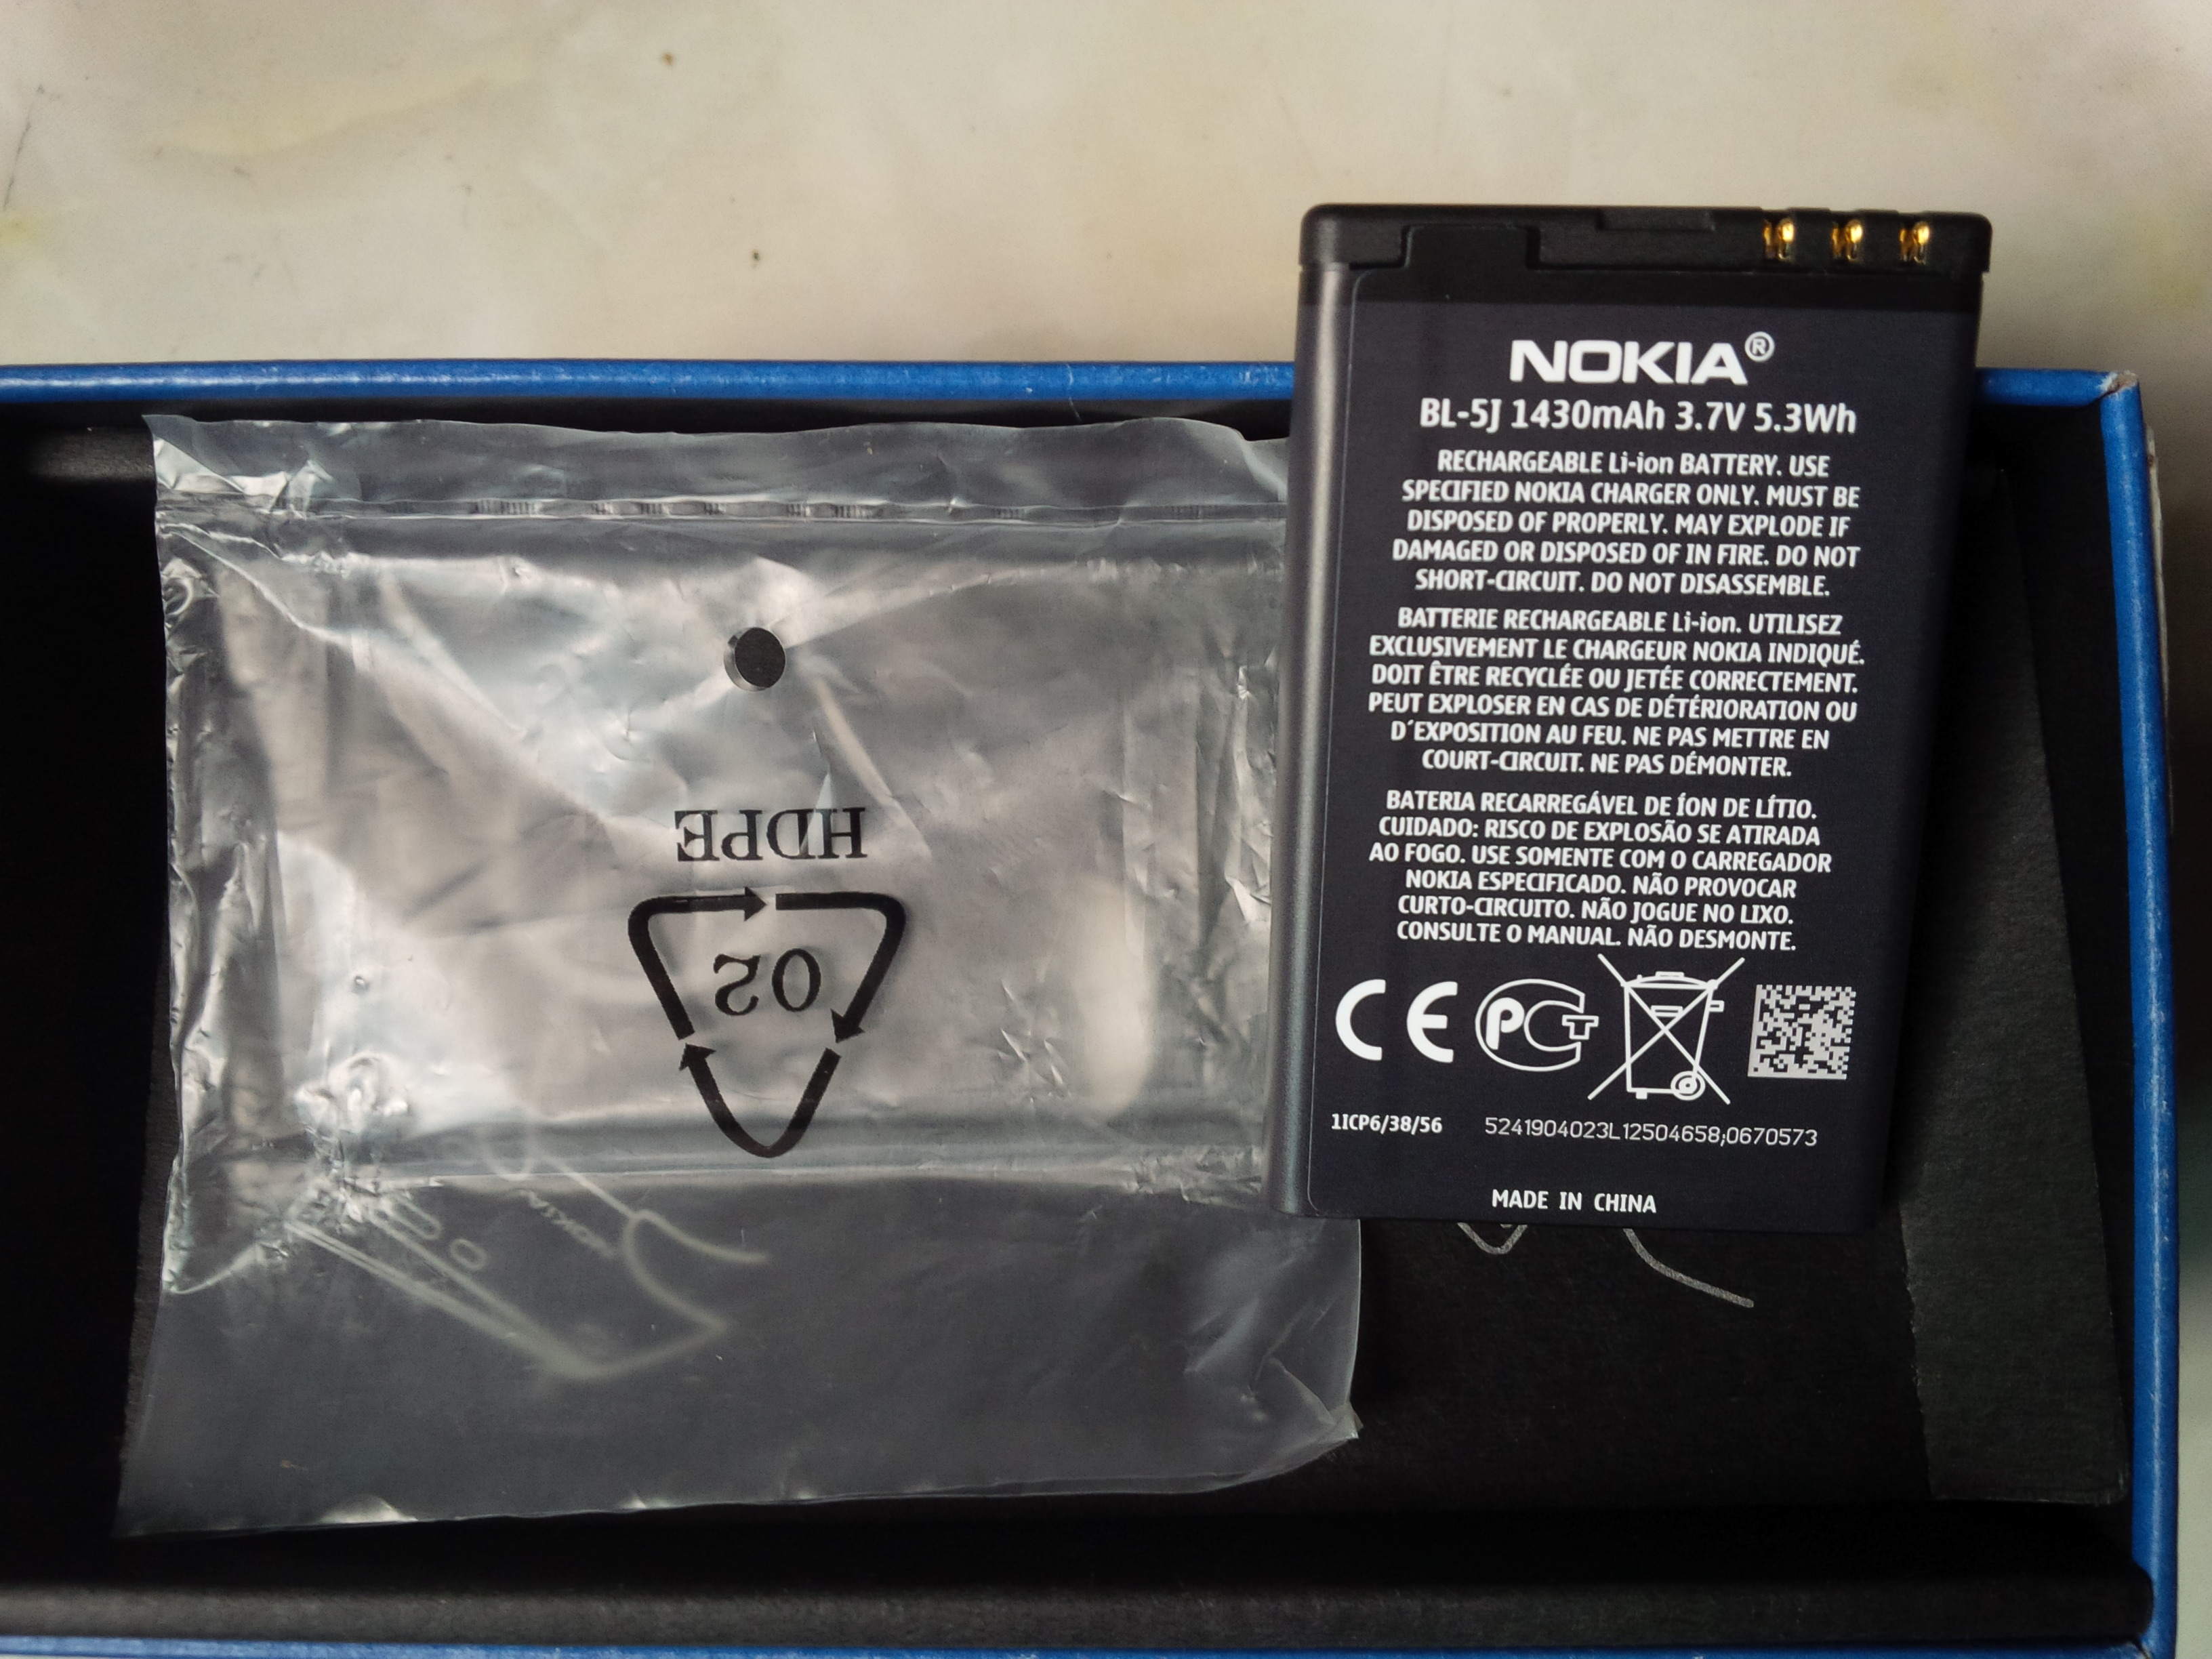 NOKIA®
BL-5J 1430mAh 3.7V 5.3Wh
RECHARGEABLE Li-ion BATTERY. USE
SPECIFIED NOKIA CHARGER ONLY. MUST BE
DISPOSED OF PROPERLY. MAY EXPLODE IF
DAMAGED OR DISPOSED OF IN FIRE. DO NOT
SHORT-CIRCUIT. DO NOT DISASSEMBLE.
BATTERIE RECHARGEABLE Li-ion. UTILISEZ
EXCLUSIVEMENT LE CHARGEUR NOKIA INDIQUÉ.
DOIT ÊTRE RECYCLÉE OU JETÉE CORRECTEMENT.
PEUT EXPLOSER EN CAS DE DÉTÉRIORATION OU
D´EXPOSITION AU FEU. NE PAS METTRE EN
COURT-CIRCUIT. NE PAS DÉMONTER.
BATERIA RECARREGÁVEL DE ÍON DE LÍTIO.
CUIDADO: RISCO DE EXPLOSÃO SE ATIRADA
AO FOGO. USE SOMENTE COM O CARREGADOR
NOKIA ESPECIFICADO. NÃO PROVOCAR
CURTO-CIRCUITO. NÃO JOGUE NO LIXO.
CONSULTE O MANUAL. NÃO DESMONTE.
CE PCT
1ICP6/38/56 5241904023L12504658;0670573
MADE IN CHINA
HDPE
02
NOKIA